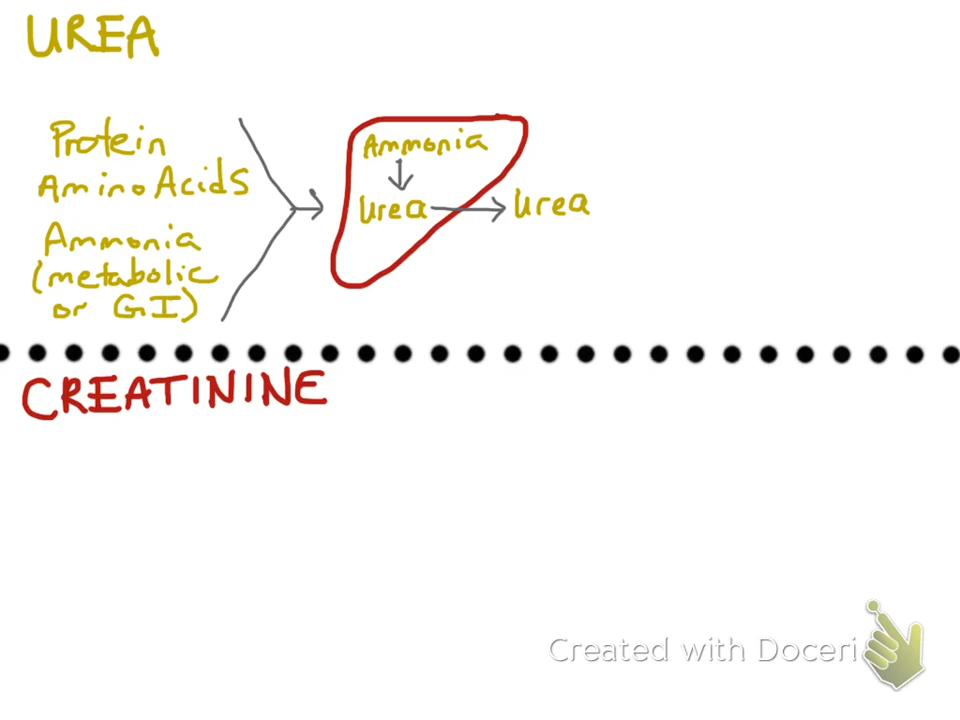 UREA
Protein
Amino Acids
Ammonia
(metabolic
or GI)
Ammonia
Urea
Urea
CREATININE
Created with Doceri